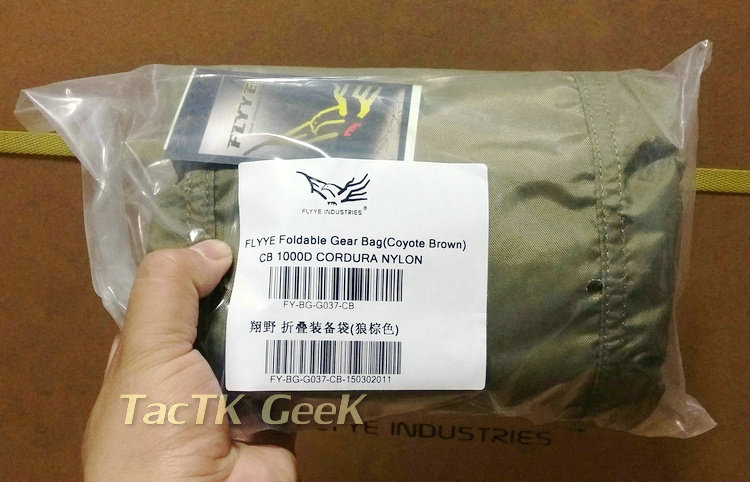 FLYYE
FLYYE INDUSTRIES®
FLYYE Foldable Gear Bag(Coyote Brown)
CB 1000D CORDURA NYLON
FY-BG-G037-CB
翔野 折叠装备袋(狼棕色)
FY-BG-G037-CB-150302011
TacTK GeeK
FLYYE INDUSTRIES®